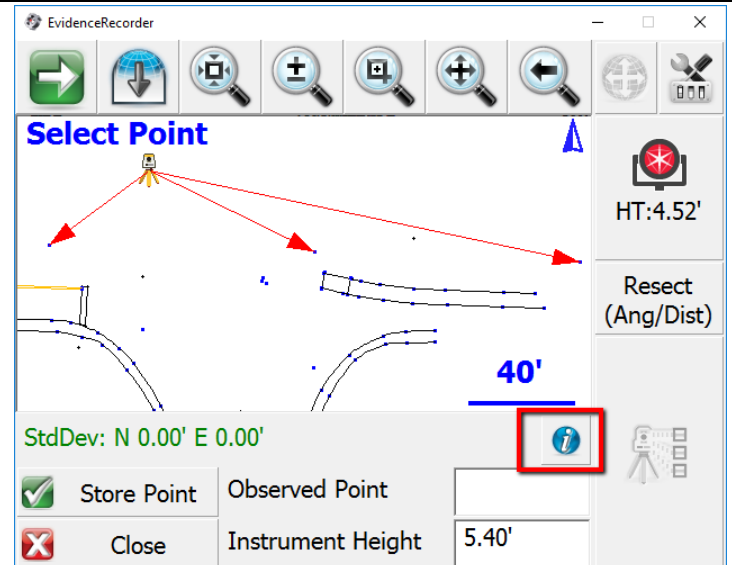 EvidenceRecorder
Select Point
HT:4.52'
Resect
(Ang/Dist)
40'
StdDev: N 0.00' E 0.00'
Store Point
Observed Point
Close
Instrument Height
5.40'